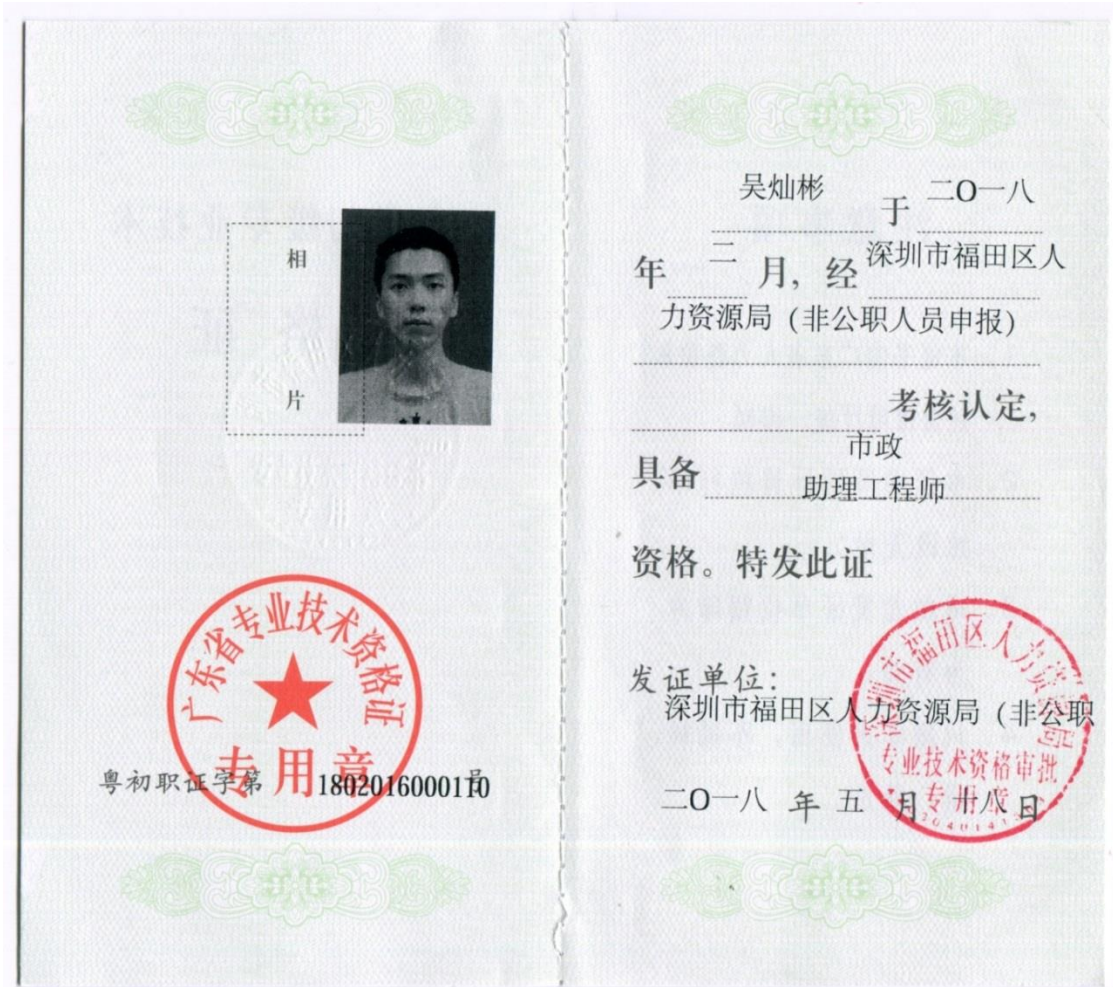 相
片
广东省专业技术资格证
专用章
粤初职证字第 1802016000110 号
吴灿彬 于 二O一八
年 二 月, 经 深圳市福田区人
力资源局（非公职人员申报）
考核认定,
具备 市政
助理工程师
资格。特发此证
发证单位:
深圳市福田区人力资源局（非公职
二O一八 年 五 月 廿八 日
深圳市福田区人力资源局
专业技术资格审批
专用章